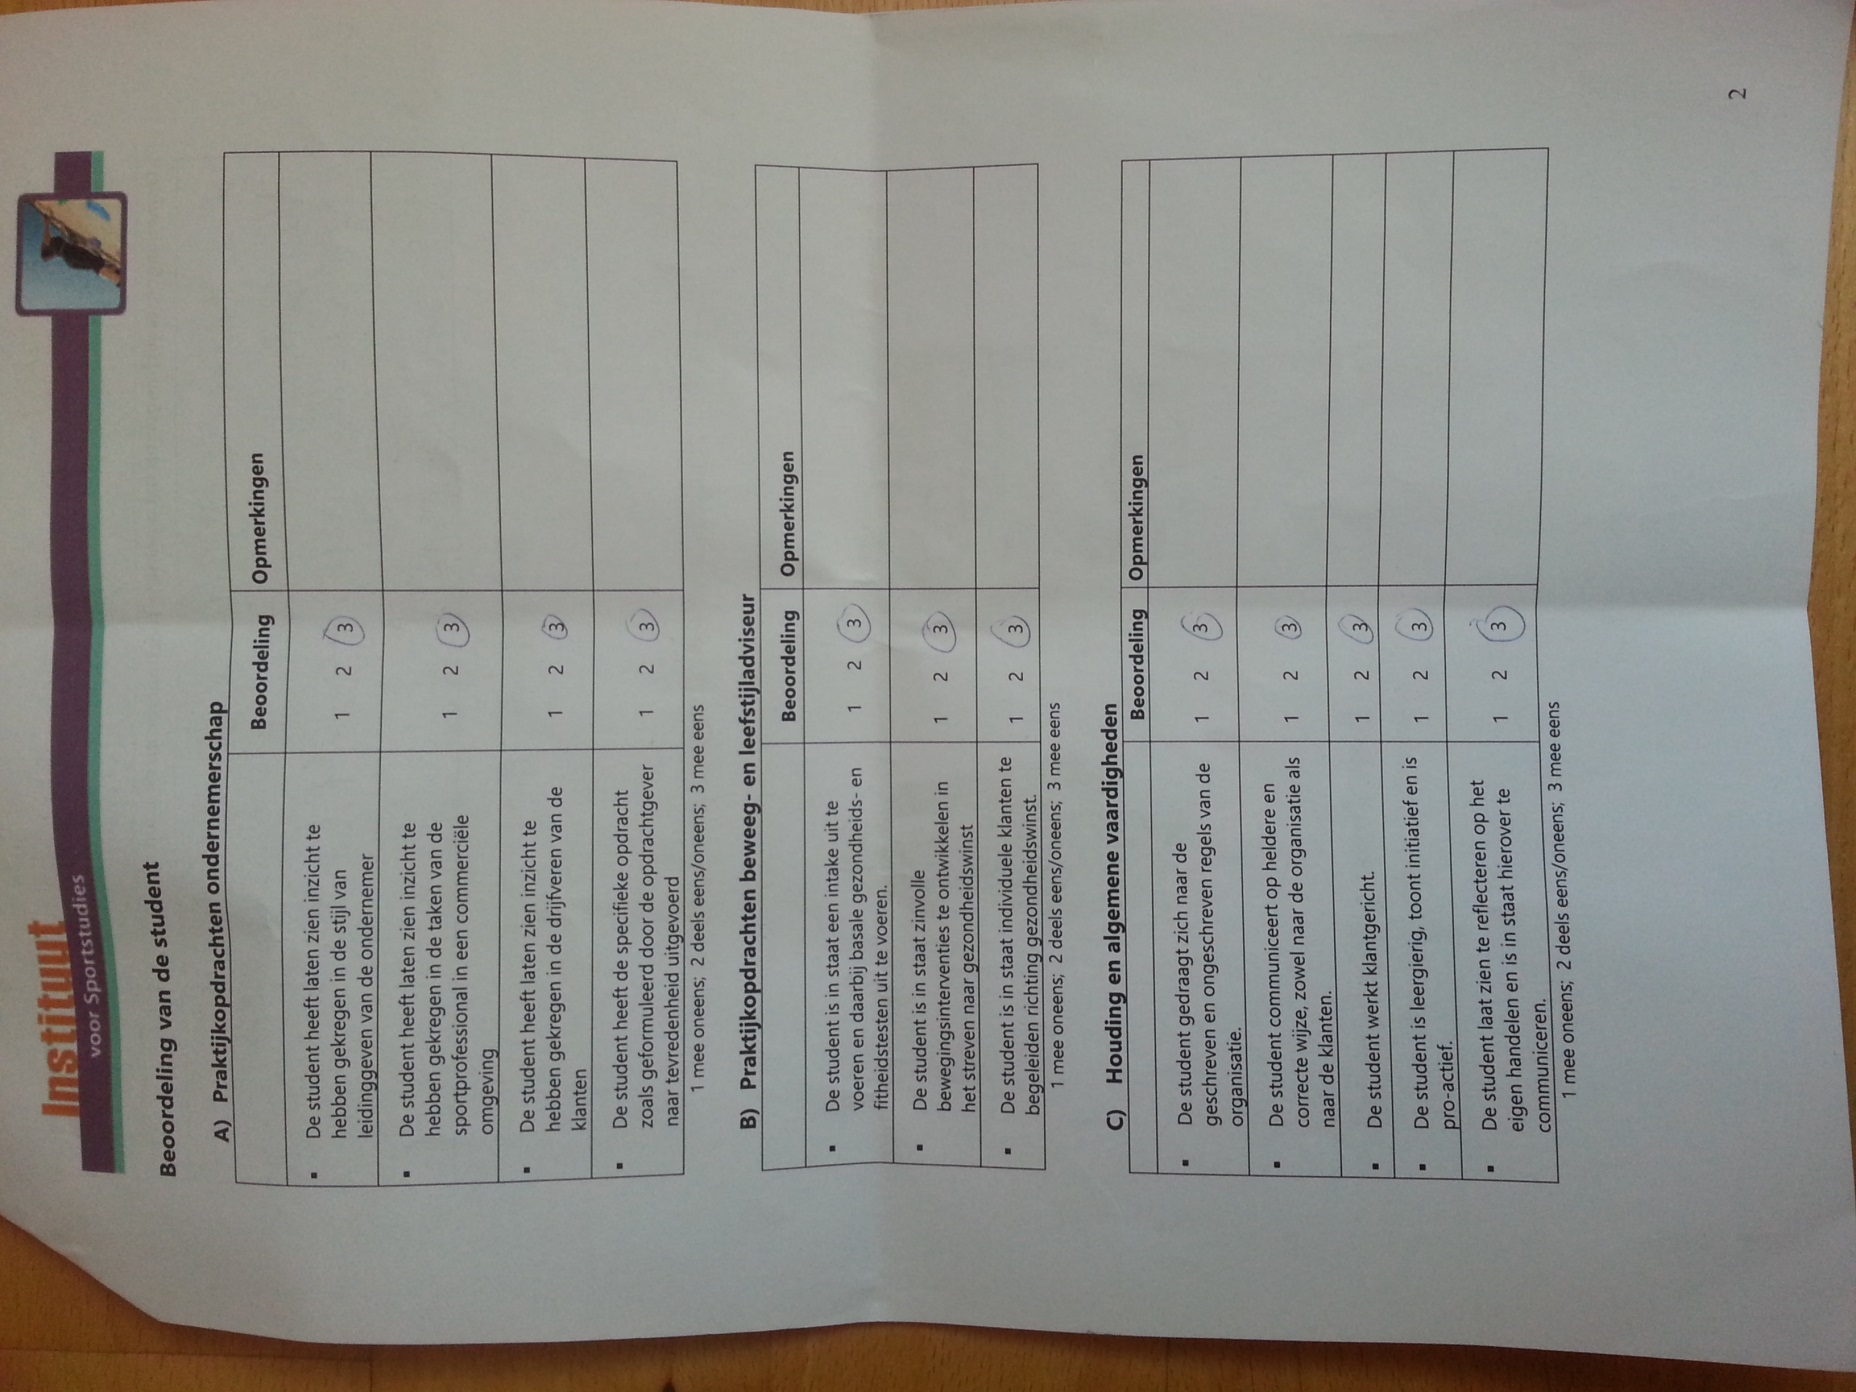 Instituut
voor Sportstudies
Beoordeling van de student
A) Praktijkopdrachten ondernemerschap
Beoordeling Opmerkingen
▪ De student heeft laten zien inzicht te
hebben gekregen in de stijl van 1 2 3
leidinggeven van de ondernemer
▪ De student heeft laten zien inzicht te
hebben gekregen in de taken van de 1 2 3
sportprofessional in een commerciële
omgeving
▪ De student heeft laten zien inzicht te
hebben gekregen in de drijfveren van de 1 2 3
klanten
▪ De student heeft de specifieke opdracht
zoals geformuleerd door de opdrachtgever 1 2 3
naar tevredenheid uitgevoerd
1 mee oneens; 2 deels eens/oneens; 3 mee eens
B) Praktijkopdrachten beweeg- en leefstijladviseur
Beoordeling Opmerkingen
▪ De student is in staat een intake uit te
voeren en daarbij basale gezondheids- en 1 2 3
fitheidstesten uit te voeren.
▪ De student is in staat zinvolle
bewegingsinterventies te ontwikkelen in 1 2 3
het streven naar gezondheidswinst
▪ De student is in staat individuele klanten te 1 2 3
begeleiden richting gezondheidswinst.
1 mee oneens; 2 deels eens/oneens; 3 mee eens
C) Houding en algemene vaardigheden
Beoordeling Opmerkingen
▪ De student gedraagt zich naar de
geschreven en ongeschreven regels van de 1 2 3
organisatie.
▪ De student communiceert op heldere en
correcte wijze, zowel naar de organisatie als 1 2 3
naar de klanten.
▪ De student werkt klantgericht. 1 2 3
▪ De student is leergierig, toont initiatief en is 1 2 3
pro-actief.
▪ De student laat zien te reflecteren op het
eigen handelen en is in staat hierover te 1 2 3
communiceren.
1 mee oneens; 2 deels eens/oneens; 3 mee eens
2